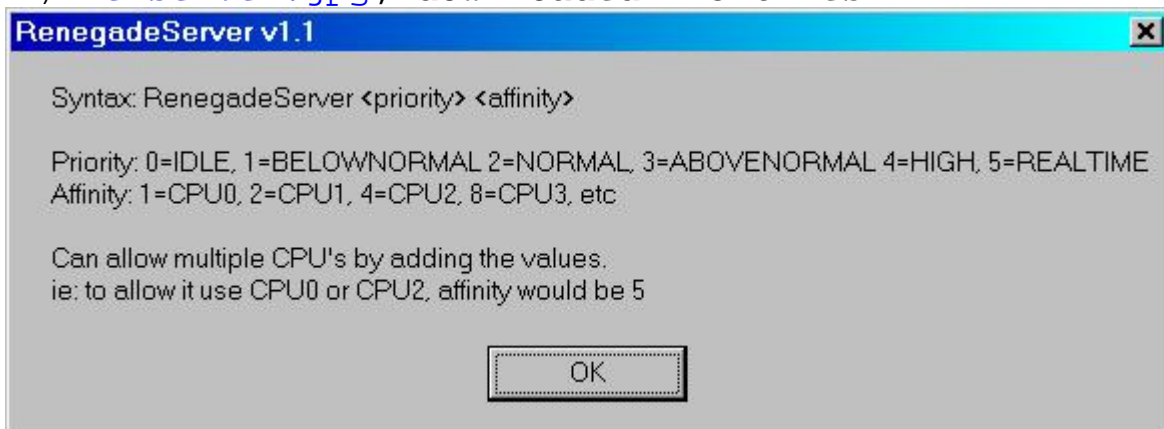 RenegadeServer v1.1
Syntax: RenegadeServer <priority> <affinity>
Priority: 0=IDLE, 1=BELOWNORMAL 2=NORMAL, 3=ABOVENORMAL 4=HIGH, 5=REALTIME
Affinity: 1=CPU0, 2=CPU1, 4=CPU2, 8=CPU3, etc
Can allow multiple CPU's by adding the values.
ie: to allow it use CPU0 or CPU2, affinity would be 5
OK